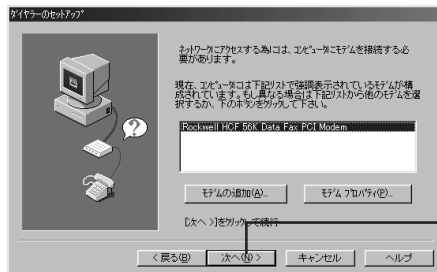 ダイヤラーのセットアップ
ネットワークにアクセスする為には、コンピュータにモデムを接続する必
要があります。
現在、コンピュータには下記リストで強調表示されているモデムが構
成されています。もし異なる場合は下記リストから他のモデムを選
択するか、下のボタンをクリックして下さい。
Rockwell HCF 56K Data Fax PCI Modem
モデムの追加(A)...
モデム プロパティ(P)...
[次へ >]をクリックして続行
< 戻る(B)
次へ(N) >
キャンセル
ヘルプ